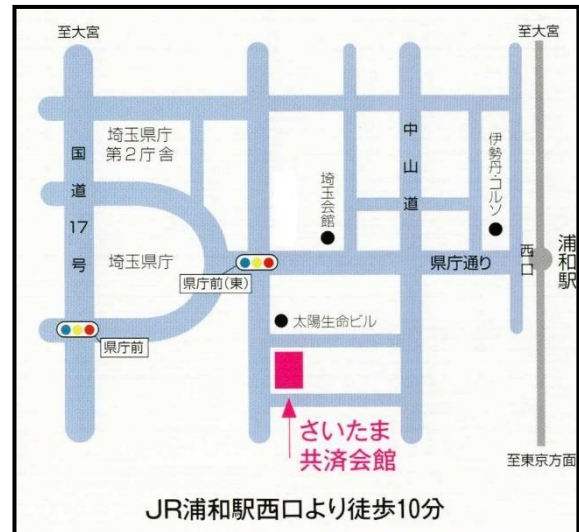 至大宮
至大宮
埼玉県庁
第2庁舎
国道17号
中山道
伊勢丹・コルソ
埼玉会館
浦和駅
西口
埼玉県庁
県庁通り
県庁前(東)
太陽生命ビル
県庁前
さいたま
共済会館
至東京方面
JR浦和駅西口より徒歩10分